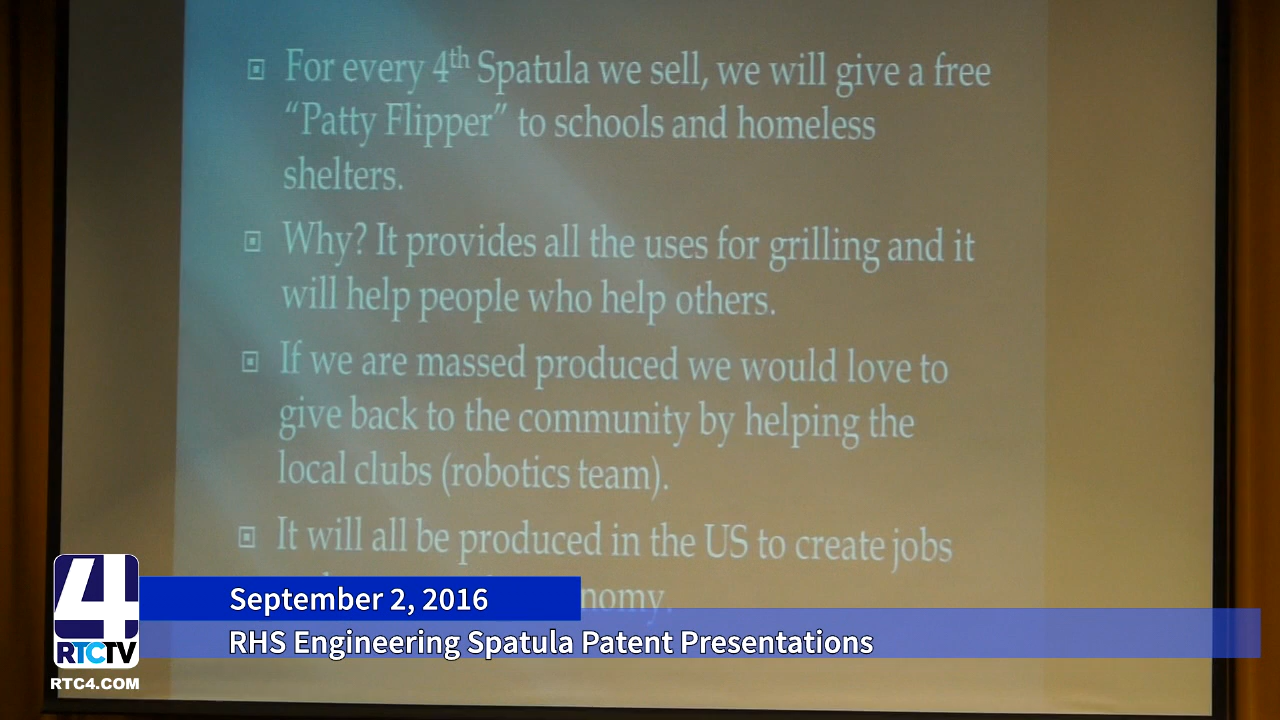 For every 4th Spatula we sell, we will give a free
“Patty Flipper” to schools and homeless
shelters.
Why? It provides all the uses for grilling and it
will help people who help others.
If we are massed produced we would love to
give back to the community by helping the
local clubs (robotics team).
It will all be produced in the US to create jobs
September 2, 2016
RHS Engineering Spatula Patent Presentations
4
RTCTV
RTC4.COM